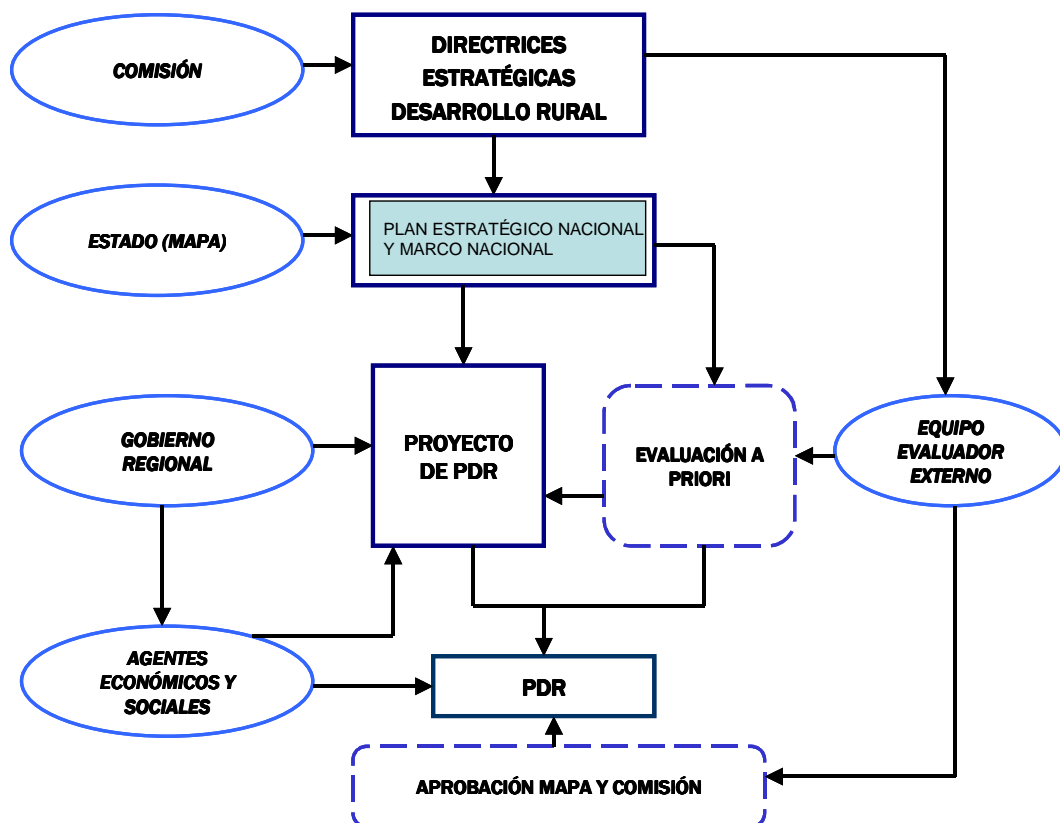 COMISIÓN
DIRECTRICES
ESTRATÉGICAS
DESARROLLO RURAL
ESTADO (MAPA)
PLAN ESTRATÉGICO NACIONAL
Y MARCO NACIONAL
GOBIERNO
REGIONAL
PROYECTO
DE PDR
EVALUACIÓN A
PRIORI
EQUIPO
EVALUADOR
EXTERNO
AGENTES
ECONÓMICOS Y
SOCIALES
PDR
APROBACIÓN MAPA Y COMISIÓN